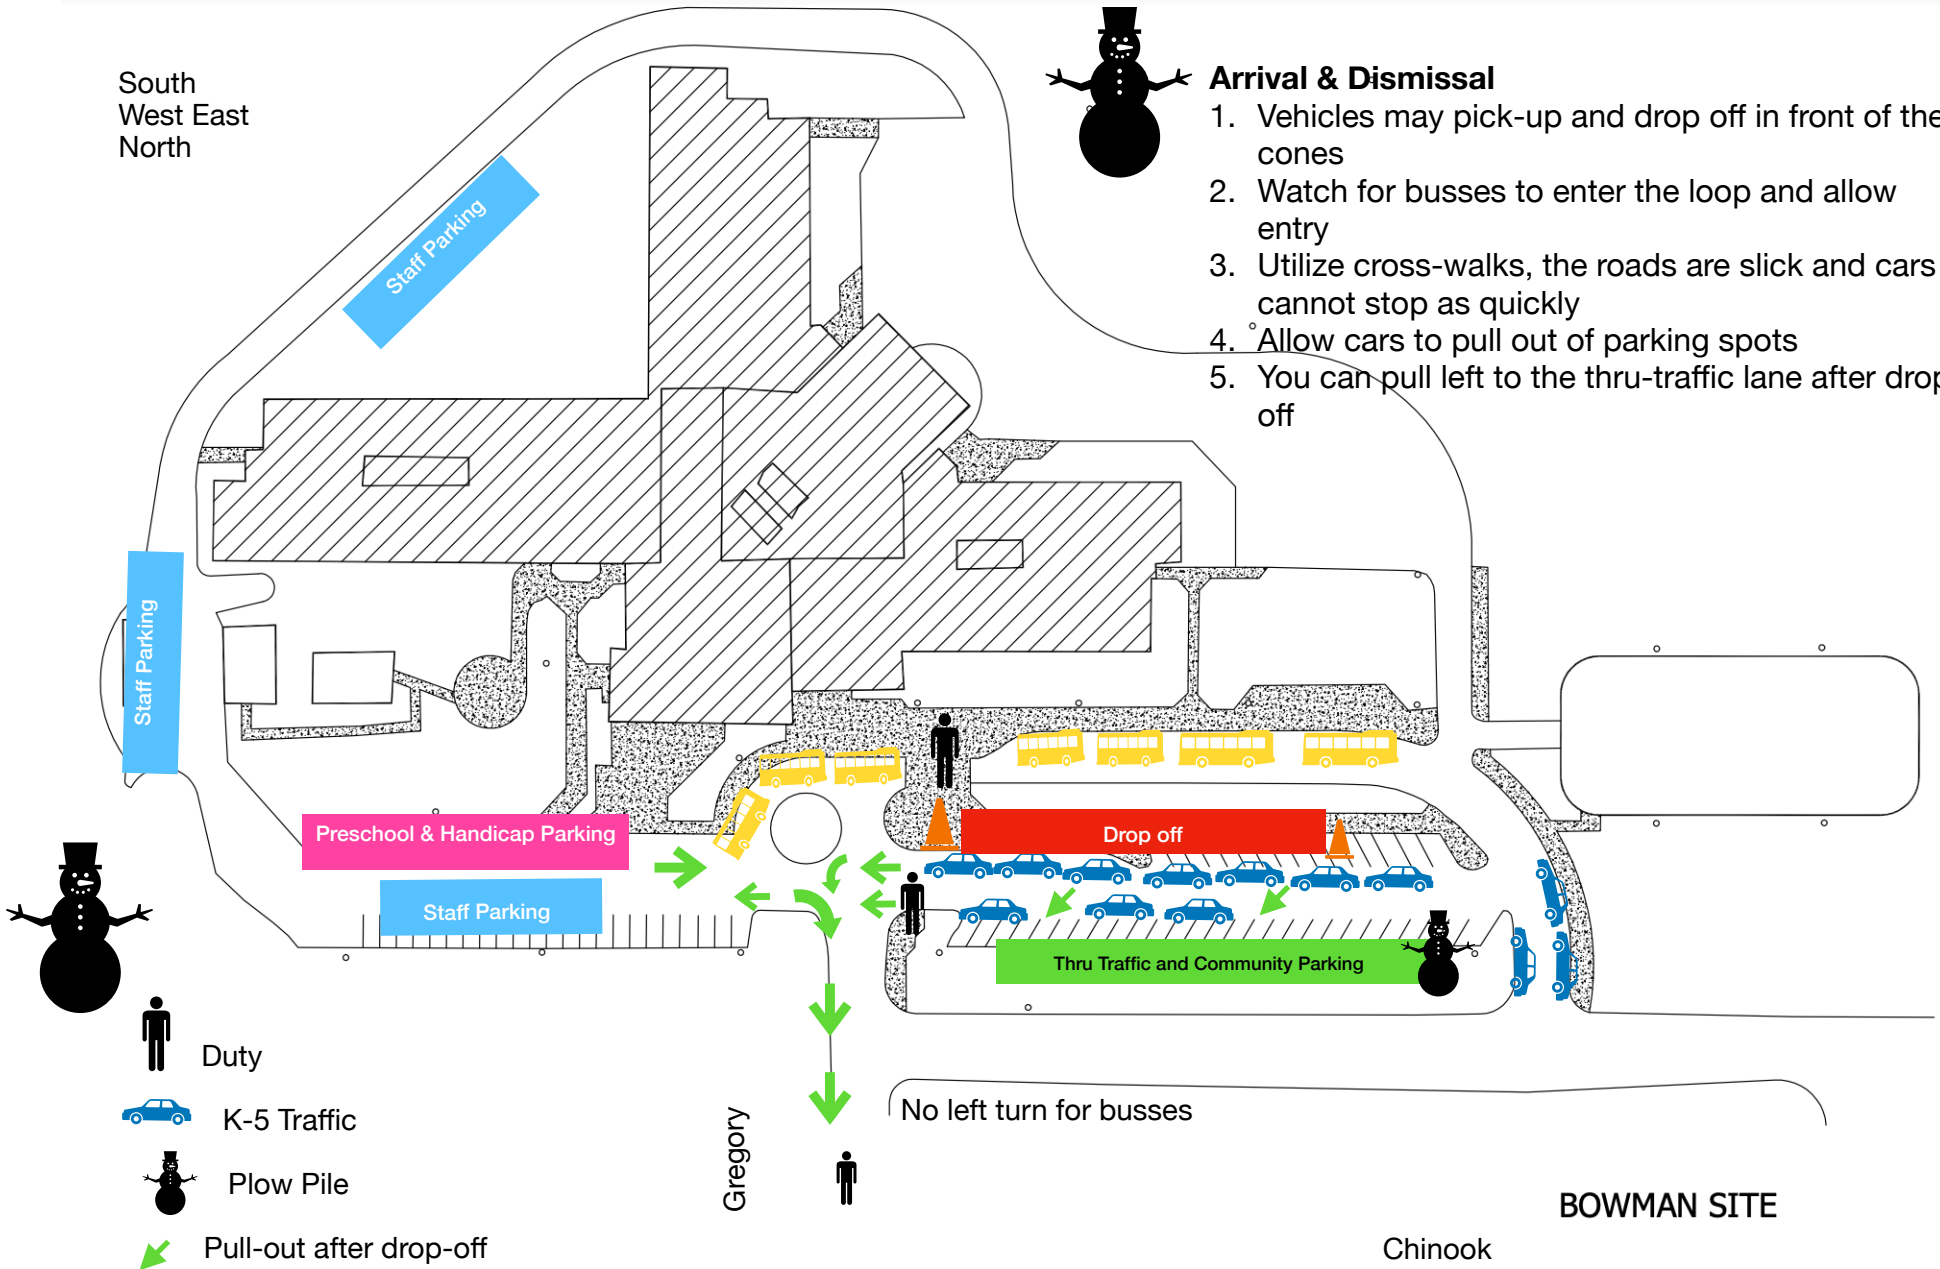 South
West East
North
Arrival & Dismissal
1. Vehicles may pick-up and drop off in front of the
cones
2. Watch for busses to enter the loop and allow
entry
3. Utilize cross-walks, the roads are slick and cars
cannot stop as quickly
4. Allow cars to pull out of parking spots
5. You can pull left to the thru-traffic lane after drop
off
Staff Parking
Staff Parking
Preschool & Handicap Parking
Drop off
Staff Parking
Thru Traffic and Community Parking
Duty
K-5 Traffic
Plow Pile
Pull-out after drop-off
Gregory
No left turn for busses
BOWMAN SITE
Chinook